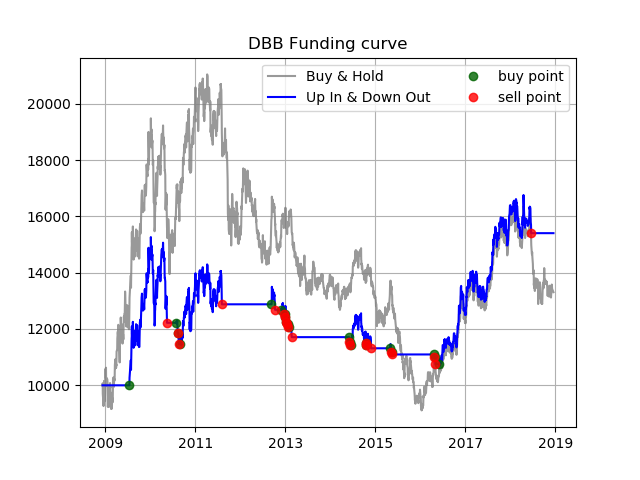 DBB Funding curve
Buy & Hold
Up In & Down Out
buy point
sell point
20000
18000
16000
14000
12000
10000
2009 2011 2013 2015 2017 2019